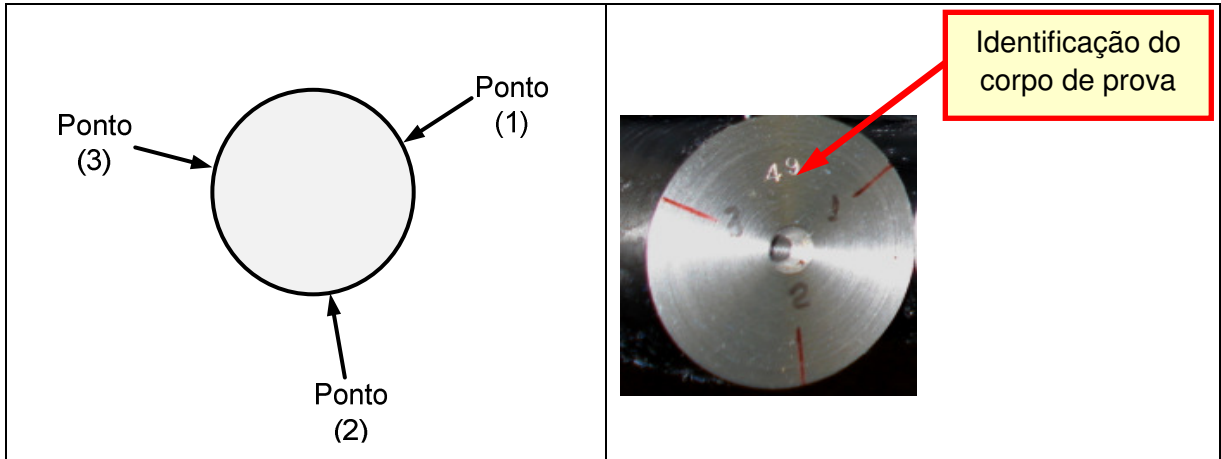 Ponto
(1)
Ponto
(3)
Ponto
(2)
Identificação do
corpo de prova
49
1
3
2